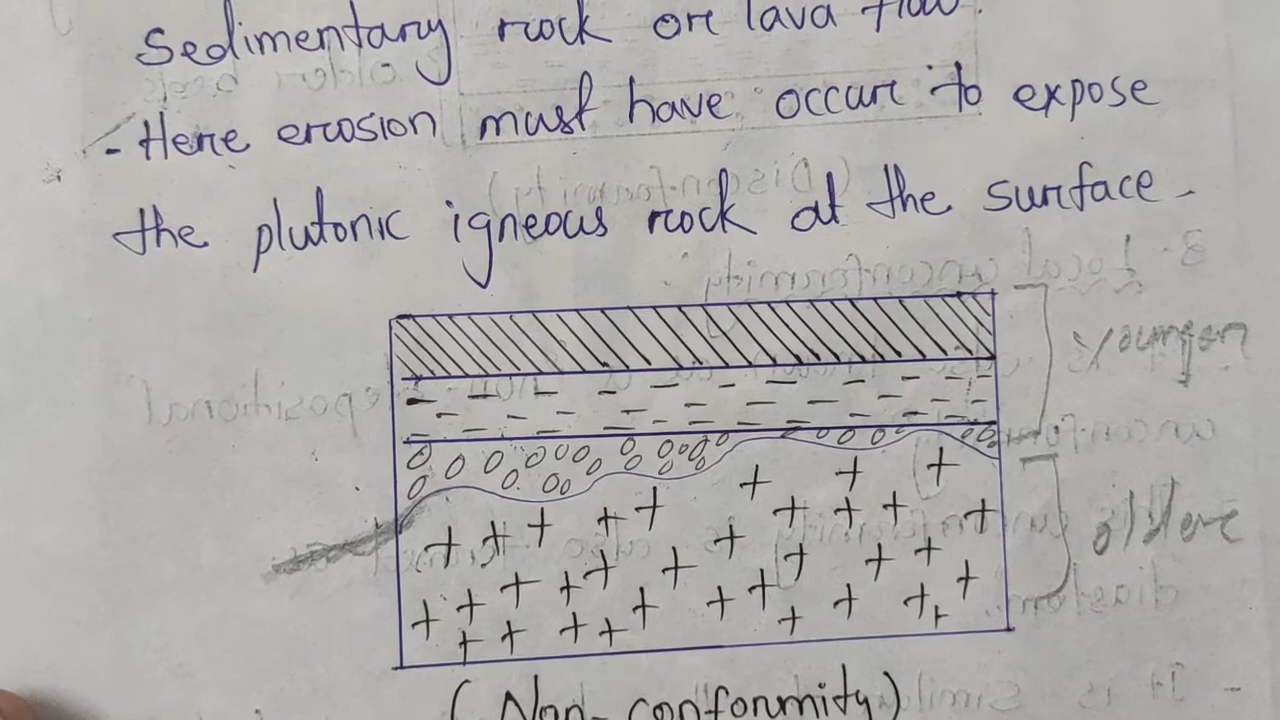 Sedimentary rock or lava flow.
- Here erosion must have occur to expose
the plutonic igneous rock at the surface -
younger
older
(Non-conformity)